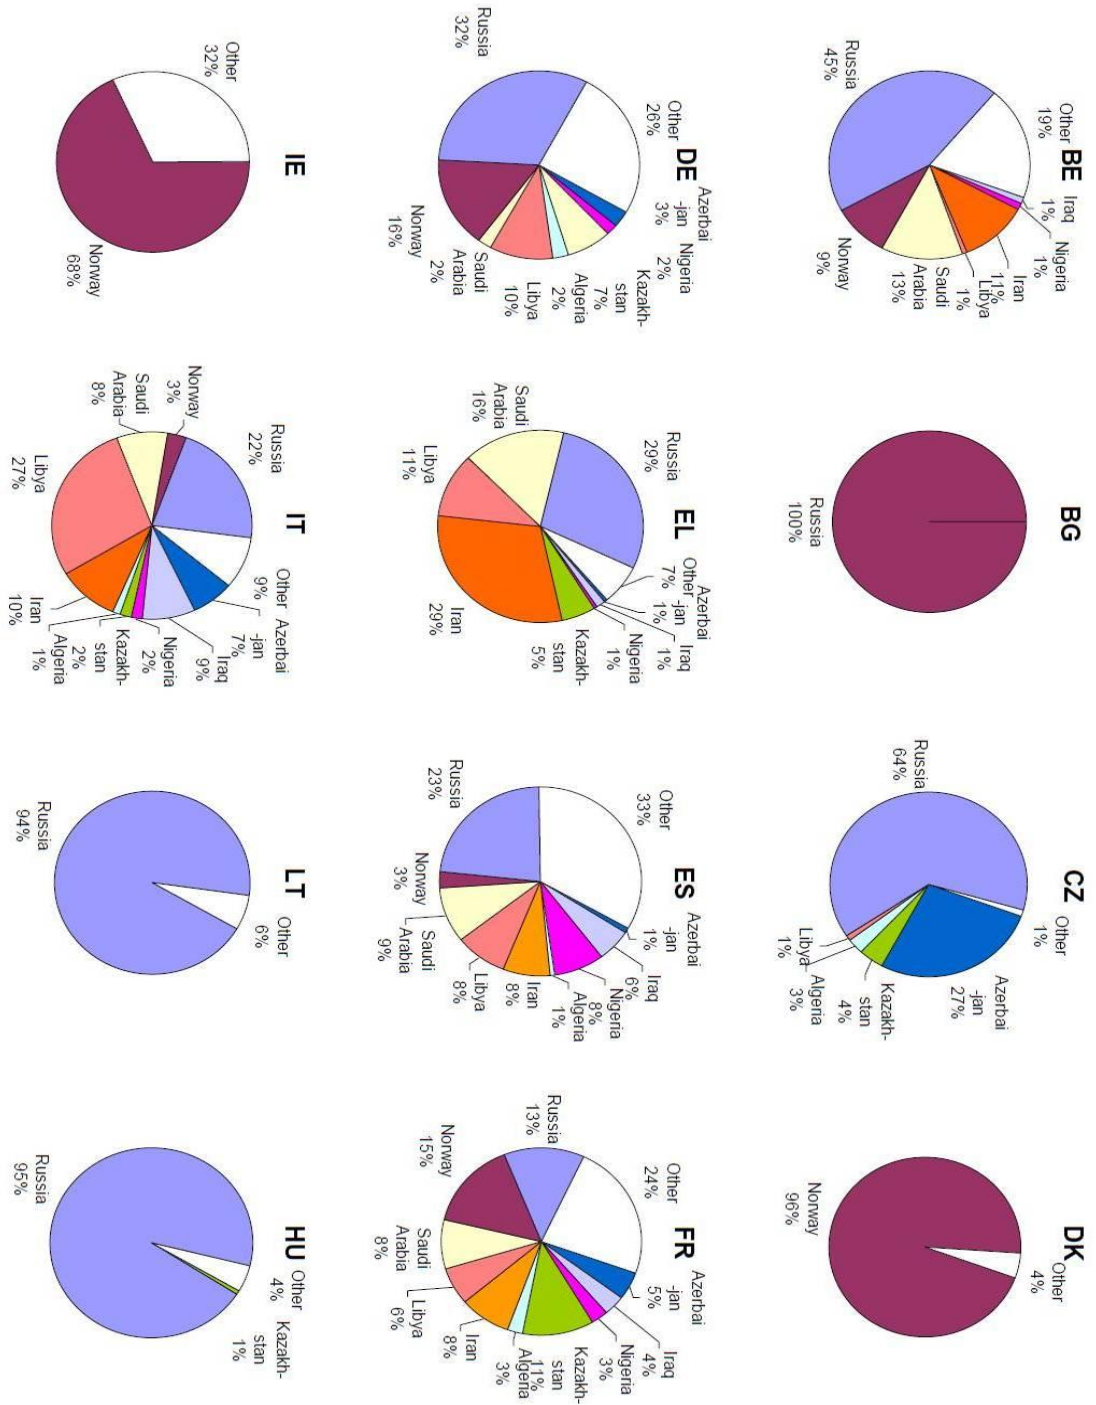 BE
Other
19%
Iraq
1%
Nigeria
1%
Iran
11%
Libya
1%
Saudi
Arabia
13%
Norway
9%
Russia
45%
BG
Russia
100%
CZ
Other
1%
Azerbai
-jan
27%
Kazakh-
stan
4%
Algeria
3%
Libya
1%
Russia
64%
DK
Other
4%
Norway
96%
DE
Other
26%
Azerbai
-jan
3%
Nigeria
2%
Kazakh-
stan
7%
Algeria
2%
Libya
10%
Saudi
Arabia
2%
Norway
16%
Russia
32%
EL
Russia
29%
Other
7%
Azerbai
-jan
1%
Iraq
1%
Nigeria
1%
Kazakh-
stan
5%
Iran
29%
Libya
11%
Saudi
Arabia
16%
ES
Other
33%
Azerbai
-jan
1%
Iraq
6%
Nigeria
8%
Algeria
1%
Iran
8%
Libya
8%
Saudi
Arabia
9%
Norway
3%
Russia
23%
FR
Other
24%
Azerbai
-jan
5%
Iraq
4%
Nigeria
3%
Kazakh-
stan
11%
Algeria
3%
Iran
8%
Libya
6%
Saudi
Arabia
8%
Norway
15%
Russia
13%
IE
Other
32%
Norway
68%
IT
Russia
22%
Other
9%
Azerbai
-jan
7%
Iraq
9%
Nigeria
2%
Kazakh-
stan
2%
Algeria
1%
Iran
10%
Libya
27%
Saudi
Arabia
8%
Norway
3%
LT
Other
6%
Russia
94%
HU
Other
4%
Kazakh-
stan
1%
Russia
95%